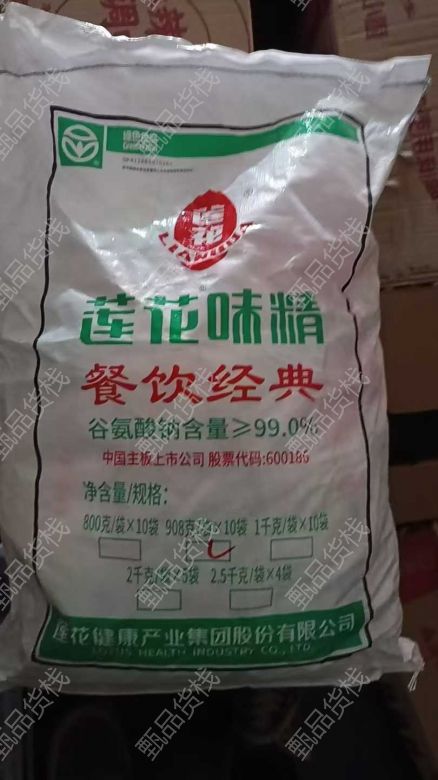 绿色食品
莲花
LIANHUA
®
莲花味精
餐饮经典
谷氨酸钠含量≥99.0%
中国主板上市公司 股票代码:600186
净含量/规格:
800克/袋×10袋 908克/袋×10袋 1千克/袋×10袋
2千克/袋×5袋 2.5千克/袋×4袋
莲花健康产业集团股份有限公司
LOTUS HEALTH INDUSTRY CO.,LTD.
甄品货栈